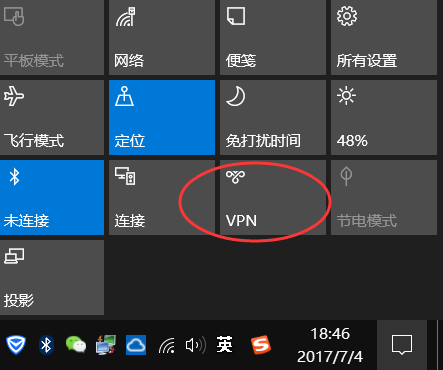 平板模式
网络
便笺
所有设置
飞行模式
定位
免打扰时间
48%
未连接
连接
VPN
节电模式
投影
英
18:46
2017/7/4